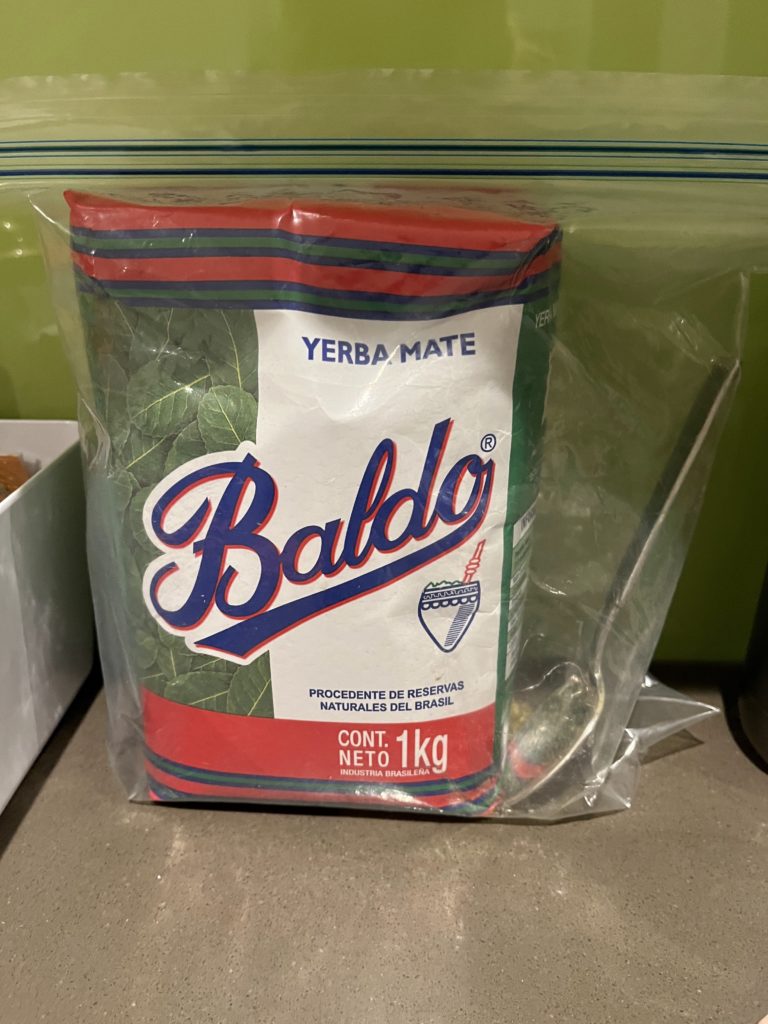 YERBA MATE
Baldo®
PROCEDENTE DE RESERVAS
NATURALES DEL BRASIL
CONT.
NETO 1kg
INDUSTRIA BRASILEÑA